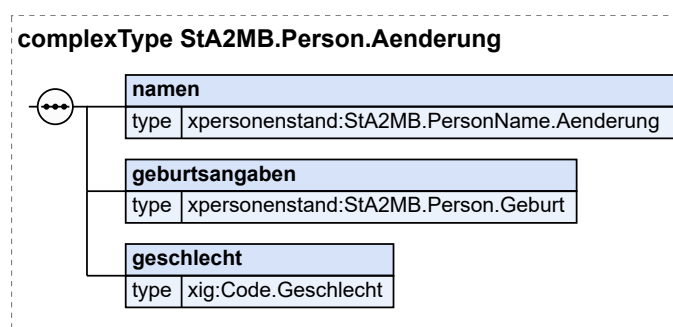 complexType StA2MB.Person.Aenderung
namen
type xpersonenstand:StA2MB.PersonName.Aenderung
geburtsangaben
type xpersonenstand:StA2MB.Person.Geburt
geschlecht
type xig:Code.Geschlecht